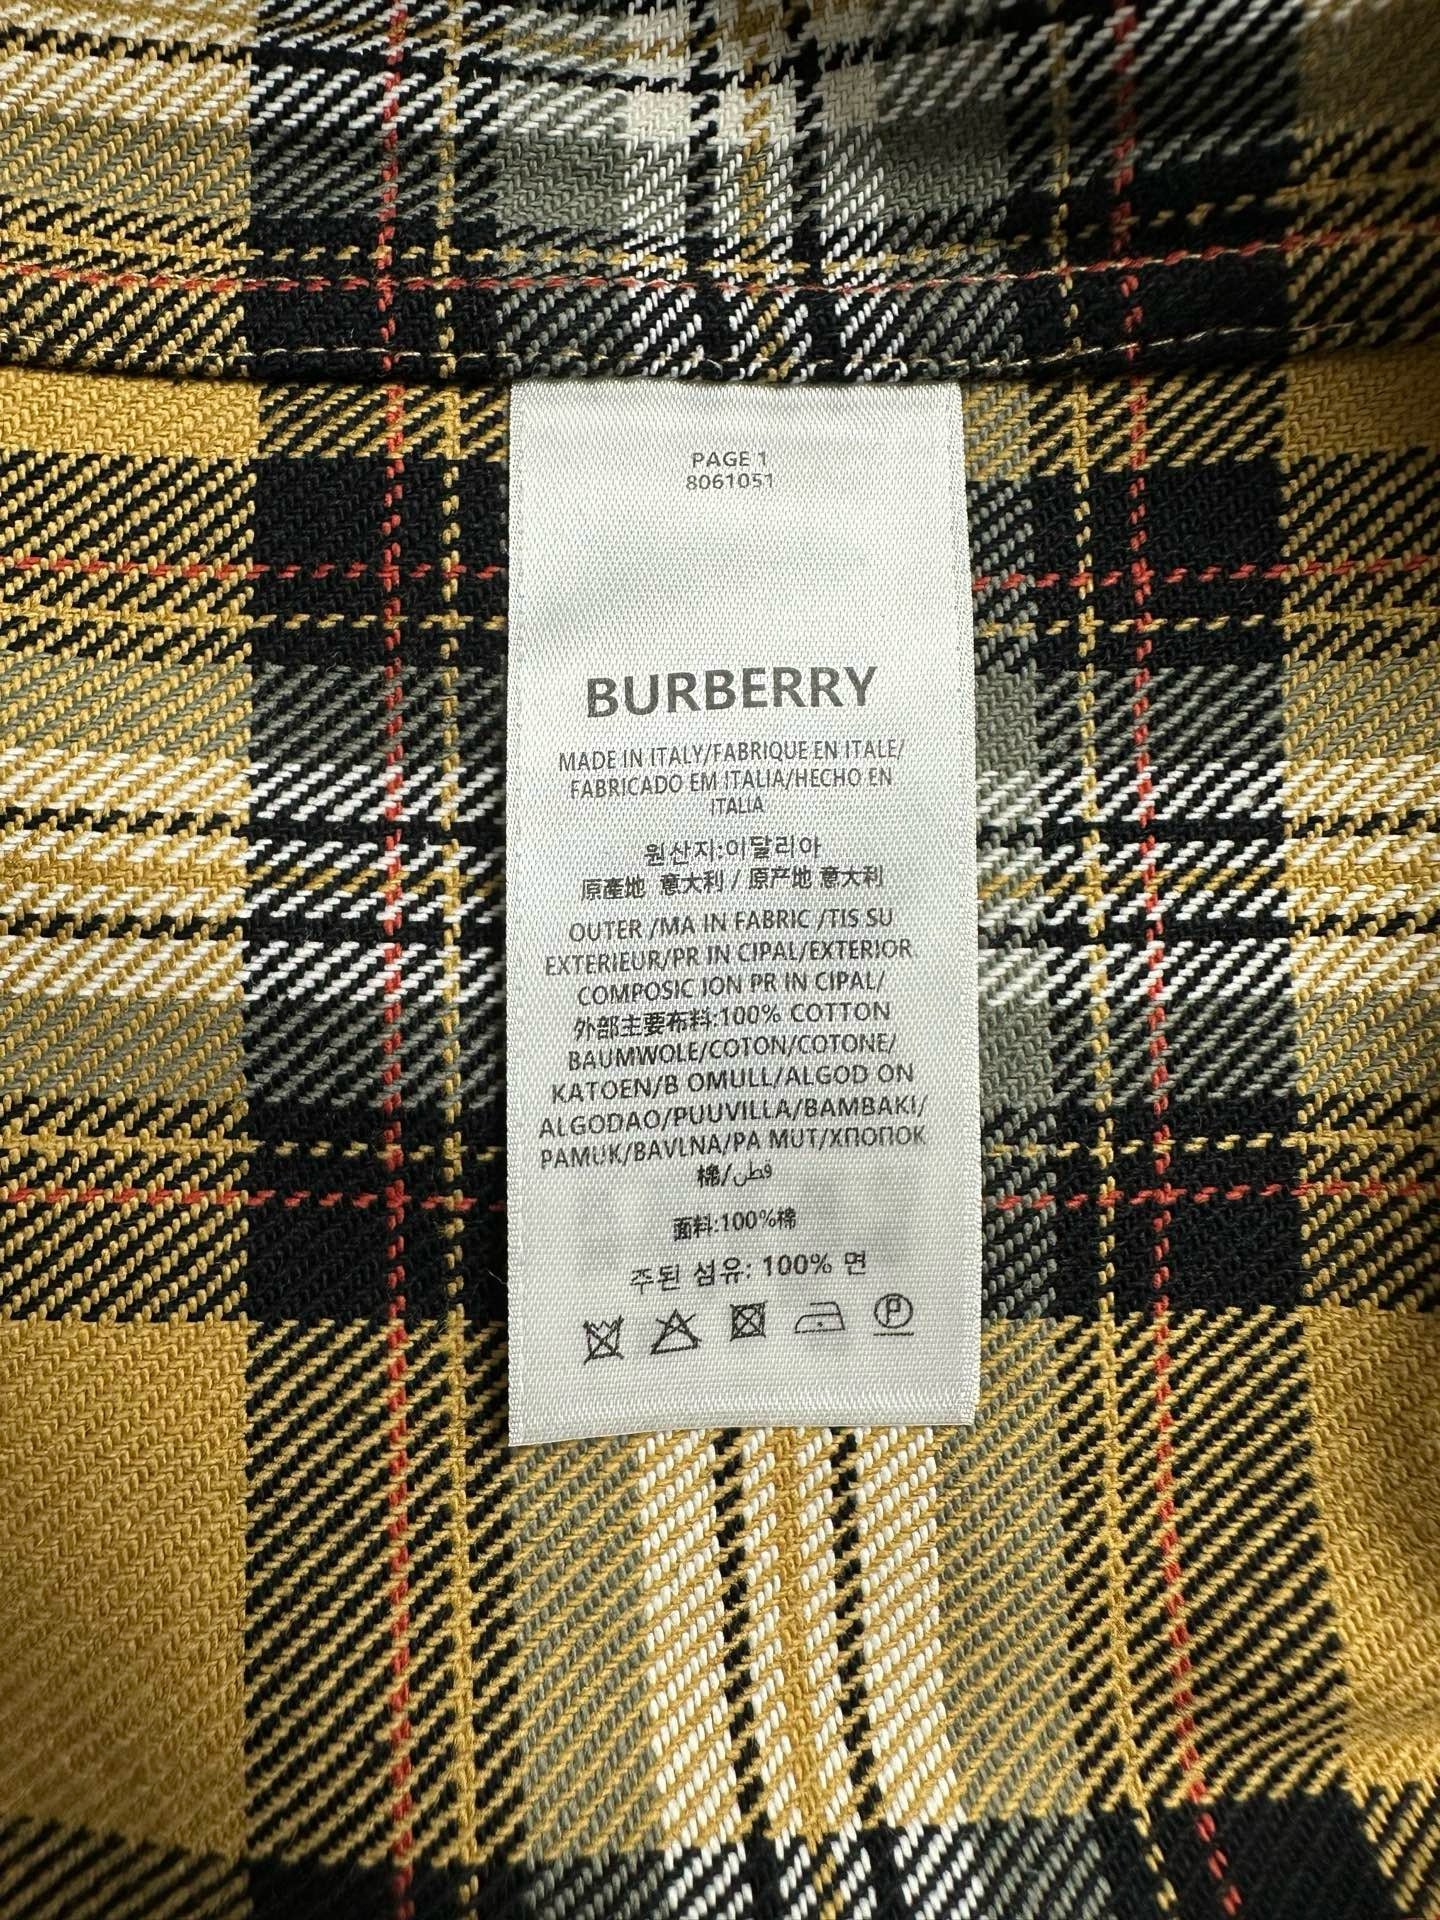 PAGE 1
8061051
BURBERRY
MADE IN ITALY/FABRIQUE EN ITALE/
FABRICADO EM ITALIA/HECHO EN
ITALIA
원산지:이달리아
原產地 意大利 / 原产地 意大利
OUTER /MA IN FABRIC /TIS SU
EXTERIEUR/PR IN CIPAL/EXTERIOR
COMPOSIC ION PR IN CIPAL/
外部主要布料:100% COTTON
BAUMWOLE/COTON/COTONE/
KATOEN/B OMULL/ALGOD ON
ALGODAO/PUUVILLA/BAMBAKI/
PAMUK/BAVLNA/PA MUT/ХПОПОК
棉/قطن
面料:100%棉
주된 섬유: 100% 면
P